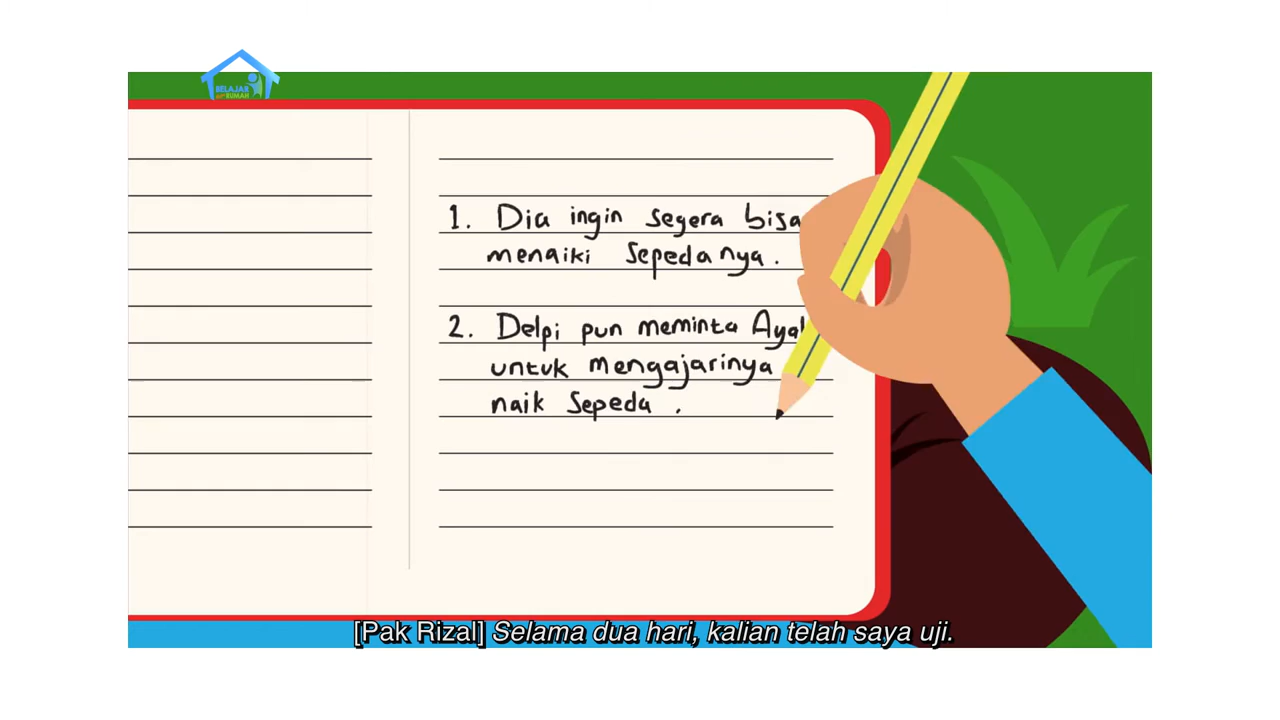 BELAJAR
dari RUMAH
1. Dia ingin segera bisa
menaiki Sepedanya.
2. Delpi pun meminta Ayah
untuk mengajarinya
naik Sepeda.
[Pak Rizal] Selama dua hari, kalian telah saya uji.